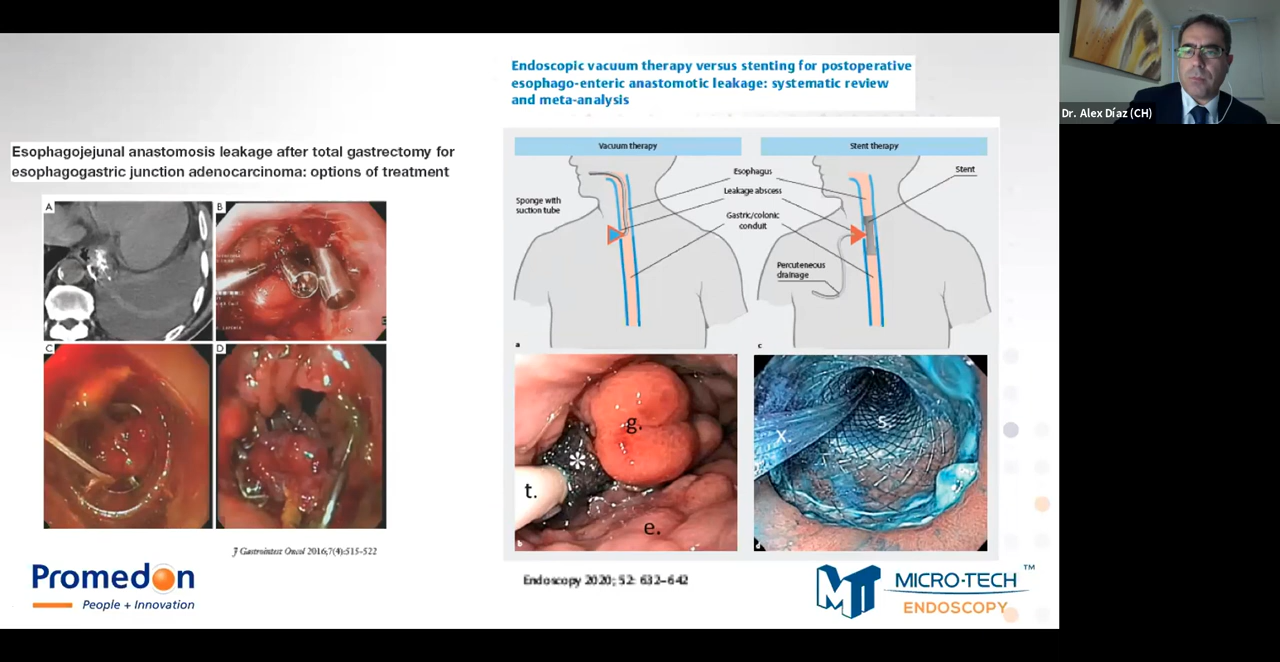 Esophagojejunal anastomosis leakage after total gastrectomy for
esophagogastric junction adenocarcinoma: options of treatment
A
B
C
D
J Gastrointest Oncol 2016;7(4):515-522
Promedon
People + Innovation
Endoscopic vacuum therapy versus stenting for postoperative
esophago-enteric anastomotic leakage: systematic review
and meta-analysis
Vacuum therapy
Stent therapy
Esophagus
Stent
Leakage abscess
Sponge with
suction tube
Gastric/colonic
conduit
Percuteneous
drainage
a
c
g.
*
t.
e.
S.
X.
b
Endoscopy 2020; 52: 632–642
MT
MICRO-TECH™
ENDOSCOPY
Dr. Alex Díaz (CH)